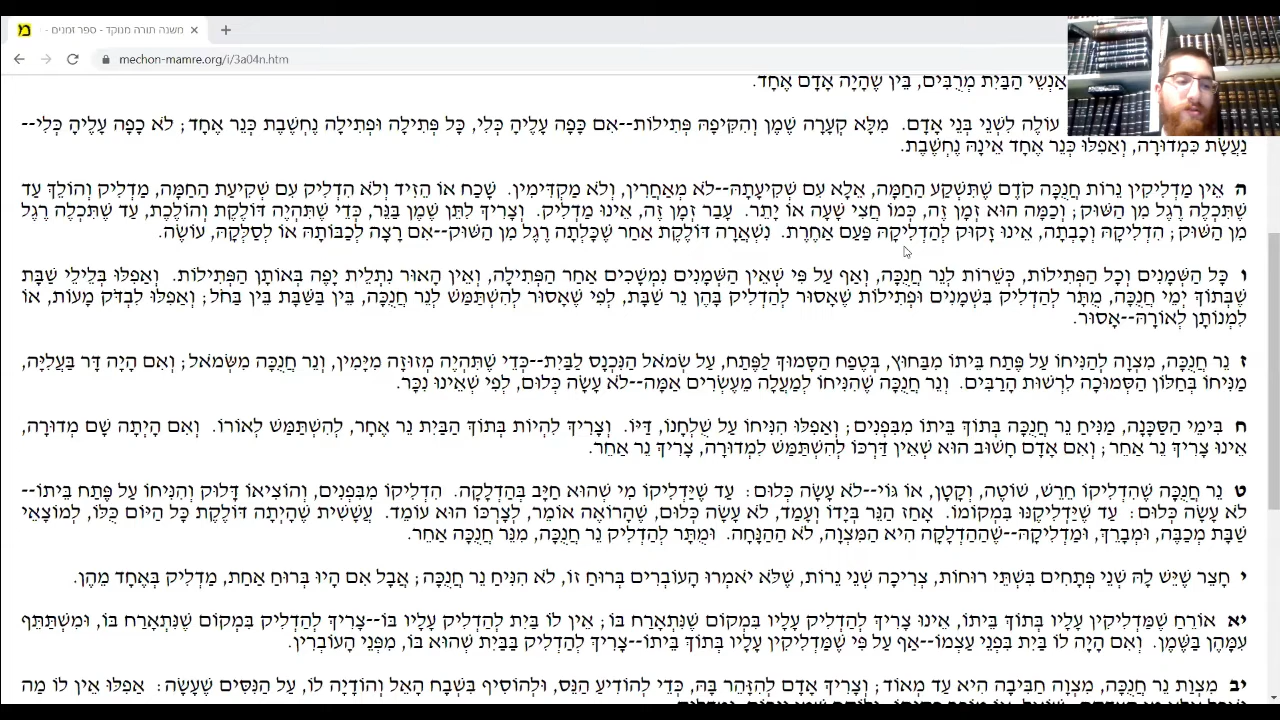 משנה תורה מנוקד - ספר זמנים -
mechon-mamre.org/i/3a04n.htm
אַנְשֵׁי הַבַּיִת מְרֻבִּים, בֵּין שֶׁהָיָה אָדָם אֶחָד.
עוֹלֶה לִשְׁנֵי בְּנֵי אָדָם. מִלֵּא קְעָרָה שֶׁמֶן וְהִקִּיפָהּ פְּתִילוֹת--אִם כָּפָה עָלֶיהָ כְּלִי, כָּל פְּתִילָה וּפְתִילָה נֶחְשֶׁבֶת כְּנֵר אֶחָד; לֹא כָפָה עָלֶיהָ כְּלִי--
נַעֲשָׂת כִּמְדוּרָה, וְאַפִלּוּ כְּנֵר אֶחָד אֵינָהּ נֶחְשֶׁבֶת.
ה אֵין מַדְלִיקִין נֵרוֹת חֲנֻכָּה קֹדֶם שֶׁתִּשְׁקַע הַחַמָּה, אֵלָא עִם שְׁקִיעָתָהּ--לֹא מְאַחֲרִין, וְלֹא מַקְדִּימִין. שָׁכַח אוֹ הֵזִיד וְלֹא הִדְלִיק עִם שְׁקִיעַת הַחַמָּה, מַדְלִיק וְהוֹלֵךְ עַד
שֶׁתִּכְלֶה רֶגֶל מִן הַשּׁוּק; וְכַמָּה הוּא זְמָן זֶה, כְּמוֹ חֲצִי שָׁעָה אוֹ יָתֵר. עָבַר זְמָן זֶה, אֵינוּ מַדְלִיק. וְצָרִיךְ לִתֵּן שֶׁמֶן בַּנֵּר, כְּדֵי שֶׁתִּהְיֶה דּוֹלֶקֶת וְהוֹלֶכֶת, עַד שֶׁתִּכְלֶה רֶגֶל
מִן הַשּׁוּק; הִדְלִיקָהּ וְכָבְתָה, אֵינוּ זָקוּק לְהַדְלִיקָהּ פַּעַם אַחֶרֶת. נִשְׁאֲרָה דּוֹלֶקֶת אַחַר שֶׁכָּלְתָה רֶגֶל מִן הַשּׁוּק--אִם רָצָה לְכַבּוֹתָהּ אוֹ לְסַלְּקָהּ, עוֹשֶׂה.
ו כָּל הַשְּׁמָנִים וְכָל הַפְּתִילוֹת, כְּשֵׁרוֹת לְנֵר חֲנֻכָּה, וְאַף עַל פִּי שְׁאֵין הַשְּׁמָנִים נִמְשָׁכִים אַחַר הַפְּתִילָה, וְאֵין הָאוּר נִתְלֵית יָפֶה בְּאוֹתָן הַפְּתִילוֹת. וְאַפִלּוּ בְּלֵילֵי שַׁבָּת
שֶׁבְּתוֹךְ יְמֵי חֲנֻכָּה, מֻתָּר לְהַדְלִיק בִּשְׁמָנִים וּפְתִילוֹת שֶׁאָסוּר לְהַדְלִיק בָּהֶן נֵר שַׁבָּת, לְפִי שֶׁאָסוּר לְהִשְׁתַּמַּשׁ לְנֵר חֲנֻכָּה, בֵּין בַּשַּׁבָּת בֵּין בַּחֹל; וְאַפִלּוּ לִבְדֹּק מָעוֹת, אוֹ
לִמְנוֹתָן לְאוֹרָהּ--אָסוּר.
ז נֵר חֲנֻכָּה, מִצְוָה לְהַנִּיחוֹ עַל פֶּתַח בֵּיתוֹ מִבַּחוּץ, בְּטֶפַח הַסָּמוּךְ לַפֶּתַח, עַל שְׂמֹאל הַנִּכְנָס לַבַּיִת--כְּדֵי שֶׁתִּהְיֶה מְזוּזָה מִיָּמִין, וְנֵר חֲנֻכָּה מִשְּׂמֹאל; וְאִם הָיָה דָּר בַּעֲלִיָּה,
מַנִּיחוֹ בַּחַלּוֹן הַסְּמוּכָה לִרְשׁוּת הָרַבִּים. וְנֵר חֲנֻכָּה שֶׁהִנִּיחוֹ לְמַעְלָה מֵעֶשְׂרִים אַמָּה--לֹא עָשָׂה כְּלוּם, לְפִי שְׁאֵינוּ נִכָּר.
ח בִּימֵי הַסַּכָּנָה, מַנִּיחַ נֵר חֲנֻכָּה בְּתוֹךְ בֵּיתוֹ מִבִּפְנִים; וְאַפִלּוּ הִנִּיחוֹ עַל שֻׁלְחָנוֹ, דַּיּוֹ. וְצָרִיךְ לִהְיוֹת בְּתוֹךְ הַבַּיִת נֵר אַחֵר, לְהִשְׁתַּמַּשׁ לְאוֹרוֹ. וְאִם הָיְתָה שָׁם מְדוּרָה,
אֵינוּ צָרִיךְ נֵר אַחֵר; וְאִם אָדָם חָשׁוּב הוּא שְׁאֵין דַּרְכּוֹ לְהִשְׁתַּמַּשׁ לִמְדוּרָה, צָרִיךְ נֵר אַחֵר.
ט נֵר חֲנֻכָּה שֶׁהִדְלִיקוֹ חֵרֵשׁ, שׁוֹטֶה, וְקָטָן, אוֹ גּוֹי--לֹא עָשָׂה כְּלוּם: עַד שֶׁיַּדְלִיקוֹ מִי שְׁהוּא חַיָּב בְּהַדְלָקָה. הִדְלִיקוֹ מִבִּפְנִים, וְהוֹצִיאוֹ דָּלוּק וְהִנִּיחוֹ עַל פֶּתַח בֵּיתוֹ--
לֹא עָשָׂה כְּלוּם: עַד שֶׁיַּדְלִיקֶנּוּ בִּמְקוֹמוֹ. אָחַז הַנֵּר בְּיָדוֹ וְעָמַד, לֹא עָשָׂה כְּלוּם, שֶׁהָרוֹאֶה אוֹמֵר, לְצָרְכּוֹ הוּא עוֹמֵד. עֲשָׁשִׁית שֶׁהָיְתָה דּוֹלֶקֶת כָּל הַיּוֹם כֻּלּוֹ, לְמוֹצָאֵי
שַׁבָּת מְכַבֶּהּ, וּמְבָרֵךְ, וּמַדְלִיקָהּ--שֶׁהַהַדְלָקָה הִיא הַמִּצְוָה, לֹא הַהַנָּחָה. וּמֻתָּר לְהַדְלִיק נֵר חֲנֻכָּה, מִנֵּר חֲנֻכָּה אַחֵר.
י חָצֵר שֶׁיֵּשׁ לָהּ שְׁנֵי פְּתָחִים בִּשְׁתֵּי רוּחוֹת, צְרִיכָה שְׁנֵי נֵרוֹת, שֶׁלֹּא יֹאמְרוּ הָעוֹבְרִים בְּרוּחַ זוֹ, לֹא הִנִּיחַ נֵר חֲנֻכָּה; אֲבָל אִם הָיוּ בְּרוּחַ אַחַת, מַדְלִיק בְּאֶחָד מֵהֶן.
יא אוֹרֵחַ שֶׁמַּדְלִיקִין עָלָיו בְּתוֹךְ בֵּיתוֹ, אֵינוּ צָרִיךְ לְהַדְלִיק עָלָיו בִּמְקוֹם שֶׁנִּתְאָרַח בּוֹ; אֵין לוֹ בַּיִת לְהַדְלִיק עָלָיו בּוֹ--צָרִיךְ לְהַדְלִיק בִּמְקוֹם שֶׁנִּתְאָרַח בּוֹ, וּמִשְׁתַּתֵּף
עִמָּהֶן בַּשֶּׁמֶן. וְאִם הָיָה לוֹ בַּיִת בִּפְנֵי עַצְמוֹ--אַף עַל פִּי שֶׁמַּדְלִיקִין עָלָיו בְּתוֹךְ בֵּיתוֹ--צָרִיךְ לְהַדְלִיק בַּבַּיִת שְׁהוּא בּוֹ, מִפְּנֵי הָעוֹבְרִין.
יב מִצְוַת נֵר חֲנֻכָּה, מִצְוָה חֲבִיבָה הִיא עַד מְאוֹד; וְצָרִיךְ אָדָם לְהִזָּהֵר בָּהּ, כְּדֵי לְהוֹדִיעַ הַנֵּס, וּלְהוֹסִיף בְּשֶׁבַח הָאֵל וְהוֹדָיָה לוֹ, עַל הַנִּסִּים שֶׁעָשָׂה: אַפִלּוּ אֵין לוֹ מַה